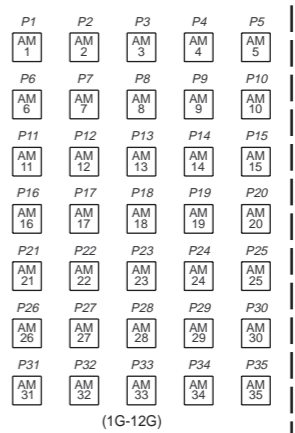 P1 P2 P3 P4 P5
AM AM AM AM AM
1 2 3 4 5
P6 P7 P8 P9 P10
AM AM AM AM AM
6 7 8 9 10
P11 P12 P13 P14 P15
AM AM AM AM AM
11 12 13 14 15
P16 P17 P18 P19 P20
AM AM AM AM AM
16 17 18 19 20
P21 P22 P23 P24 P25
AM AM AM AM AM
21 22 23 24 25
P26 P27 P28 P29 P30
AM AM AM AM AM
26 27 28 29 30
P31 P32 P33 P34 P35
AM AM AM AM AM
31 32 33 34 35
(1G-12G)